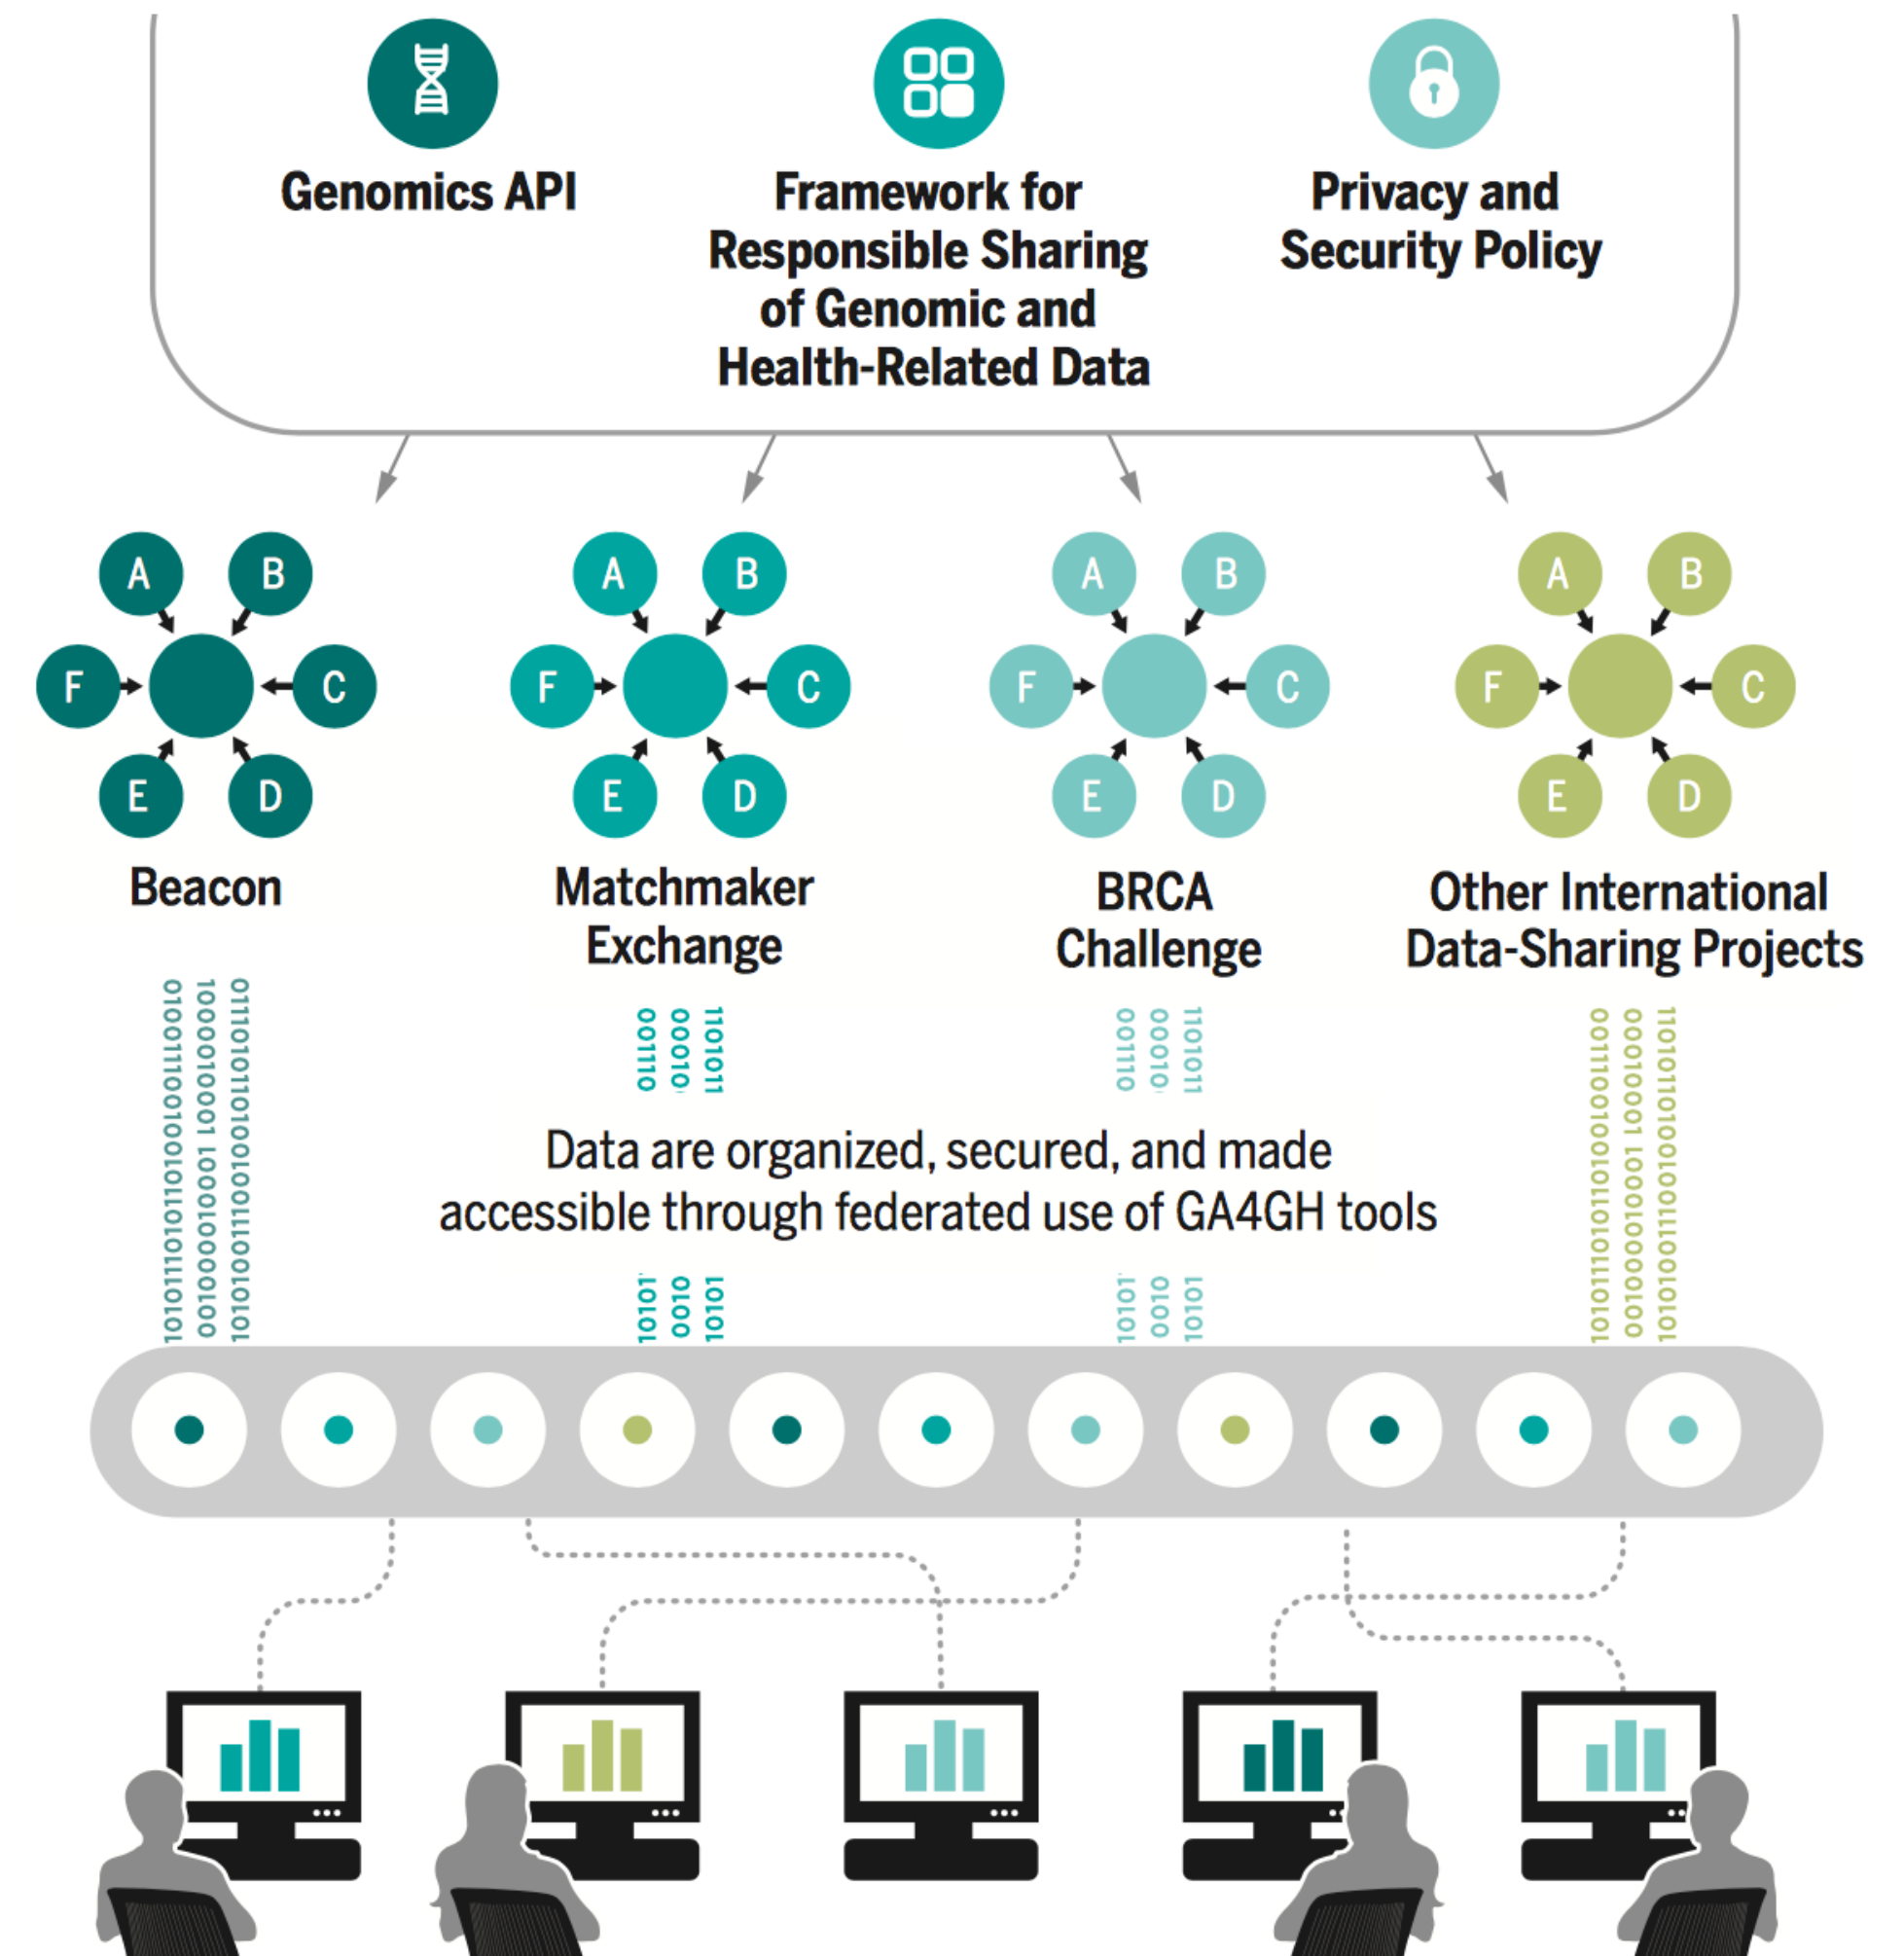 Genomics API
Framework for
Responsible Sharing
of Genomic and
Health-Related Data
Privacy and
Security Policy
A B
F C
E D
Beacon
A B
F C
E D
Matchmaker
Exchange
A B
F C
E D
BRCA
Challenge
A B
F C
E D
Other International
Data-Sharing Projects
Data are organized, secured, and made
accessible through federated use of GA4GH tools